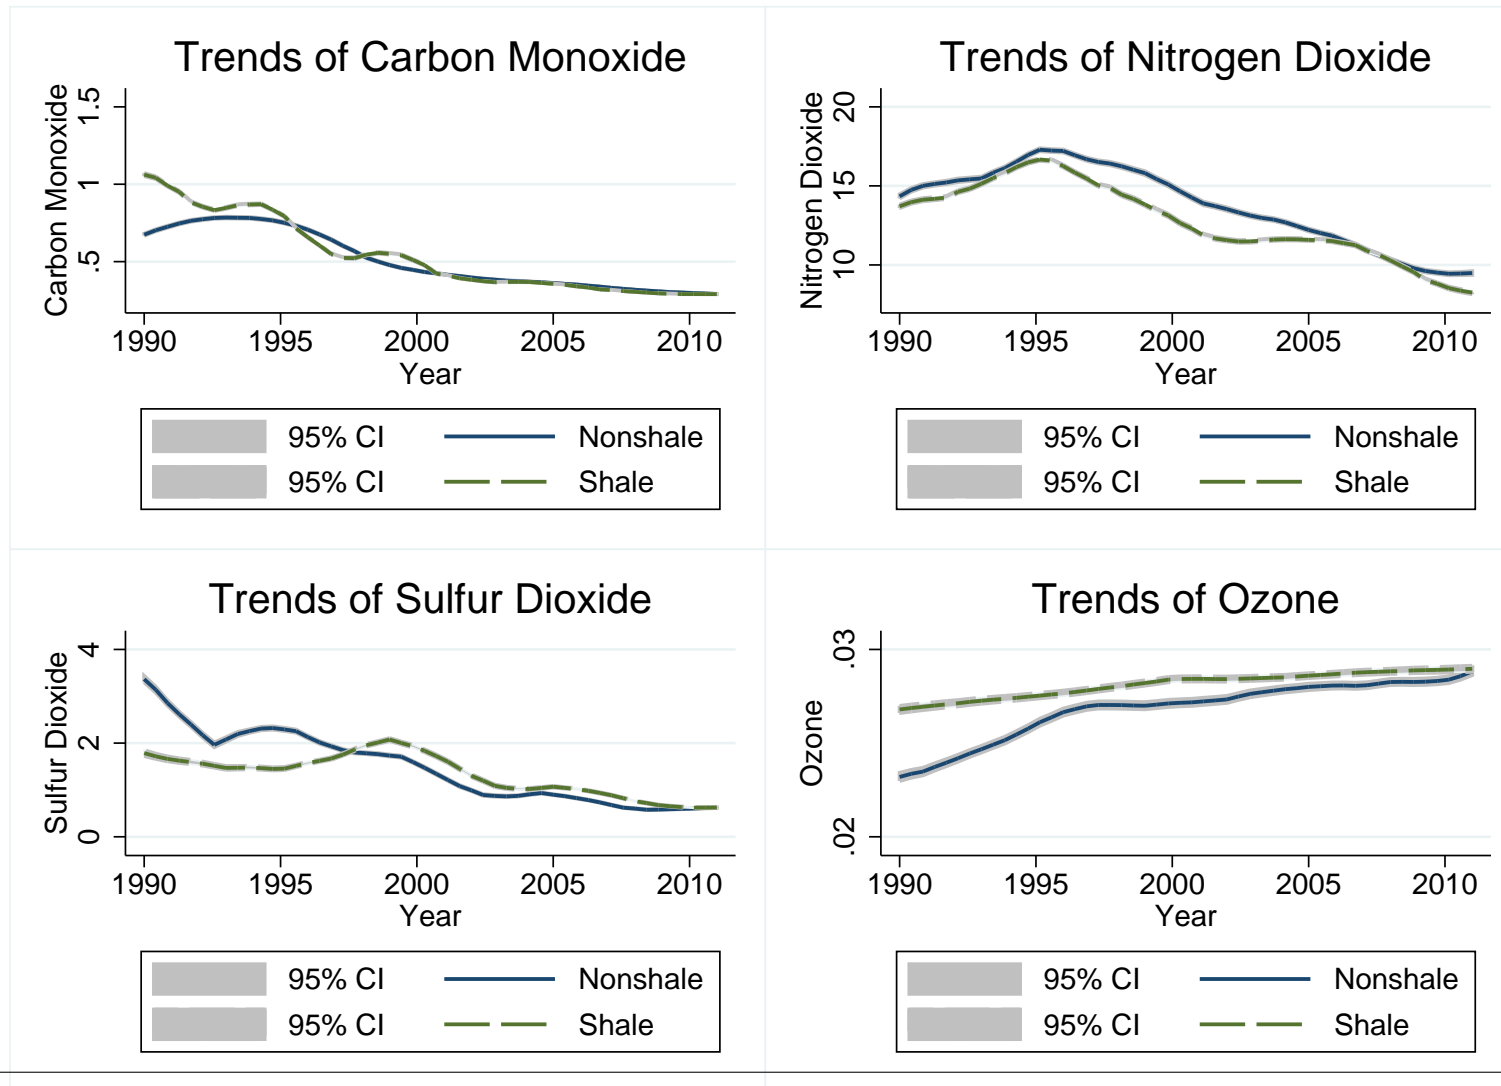 Trends of Carbon Monoxide
Carbon Monoxide
1.5
1
.5
1990 1995 2000 2005 2010
Year
95% CI Nonshale
95% CI Shale
Trends of Nitrogen Dioxide
Nitrogen Dioxide
20
15
10
1990 1995 2000 2005 2010
Year
95% CI Nonshale
95% CI Shale
Trends of Sulfur Dioxide
Sulfur Dioxide
4
2
0
1990 1995 2000 2005 2010
Year
95% CI Nonshale
95% CI Shale
Trends of Ozone
Ozone
.03
.02
1990 1995 2000 2005 2010
Year
95% CI Nonshale
95% CI Shale